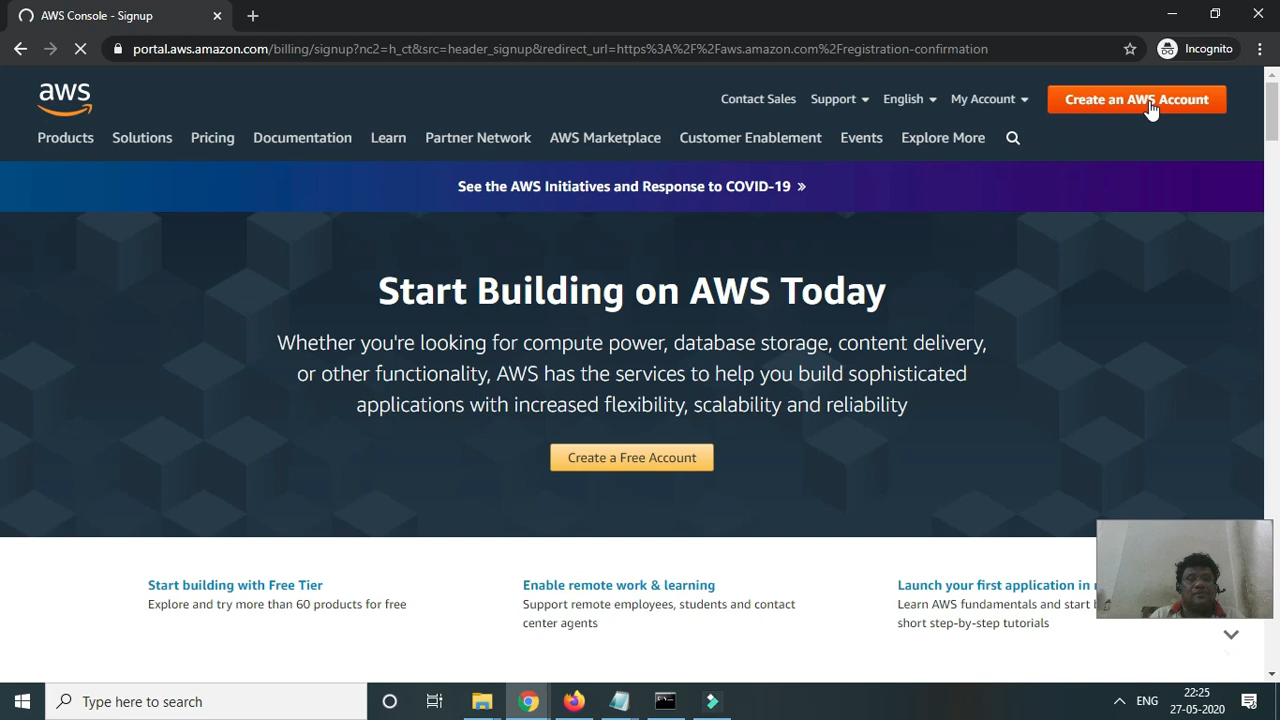 AWS Console - Signup
portal.aws.amazon.com/billing/signup?nc2=h_ct&src=header_signup&redirect_url=https%3A%2F%2Faws.amazon.com%2Fregistration-confirmation
Incognito
aws
Contact Sales
Support
English
My Account
Create an AWS Account
Products
Solutions
Pricing
Documentation
Learn
Partner Network
AWS Marketplace
Customer Enablement
Events
Explore More
See the AWS Initiatives and Response to COVID-19 »
Start Building on AWS Today
Whether you're looking for compute power, database storage, content delivery,
or other functionality, AWS has the services to help you build sophisticated
applications with increased flexibility, scalability and reliability
Create a Free Account
Start building with Free Tier
Explore and try more than 60 products for free
Enable remote work & learning
Support remote employees, students and contact
center agents
Launch your first application in
Learn AWS fundamentals and start
short step-by-step tutorials
Type here to search
ENG
22:25
27-05-2020